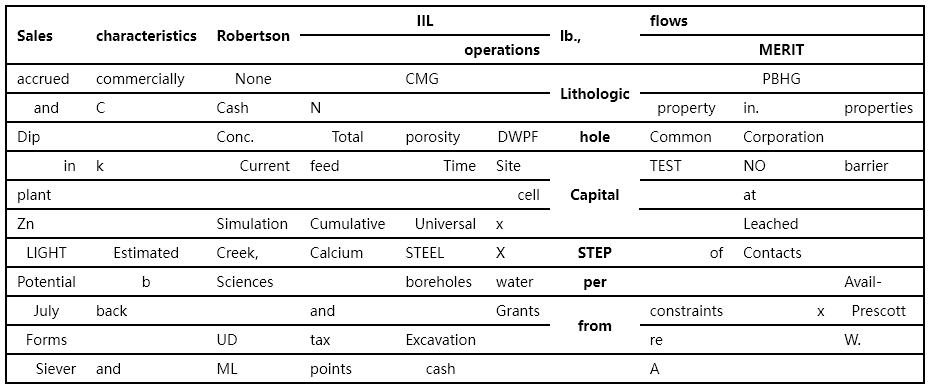 IIL flows
Sales characteristics Robertson Ib.,
operations MERIT
accrued commercially None CMG PBHG
Lithologic
and C Cash N property in. properties
Dip Conc. Total porosity DWPF hole Common Corporation
in k Current feed Time Site TEST NO barrier
plant cell Capital at
Zn Simulation Cumulative Universal x Leached
LIGHT Estimated Creek, Calcium STEEL X STEP of Contacts
Potential b Sciences boreholes water per Avail-
July back and Grants constraints x Prescott
from
Forms UD tax Excavation re W.
Siever and ML points cash A